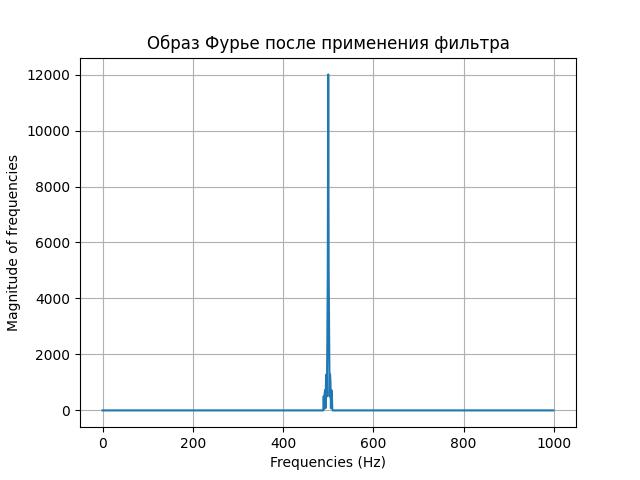 Образ Фурье после применения фильтра
12000
10000
8000
6000
4000
2000
0
Magnitude of frequencies
0 200 400 600 800 1000
Frequencies (Hz)